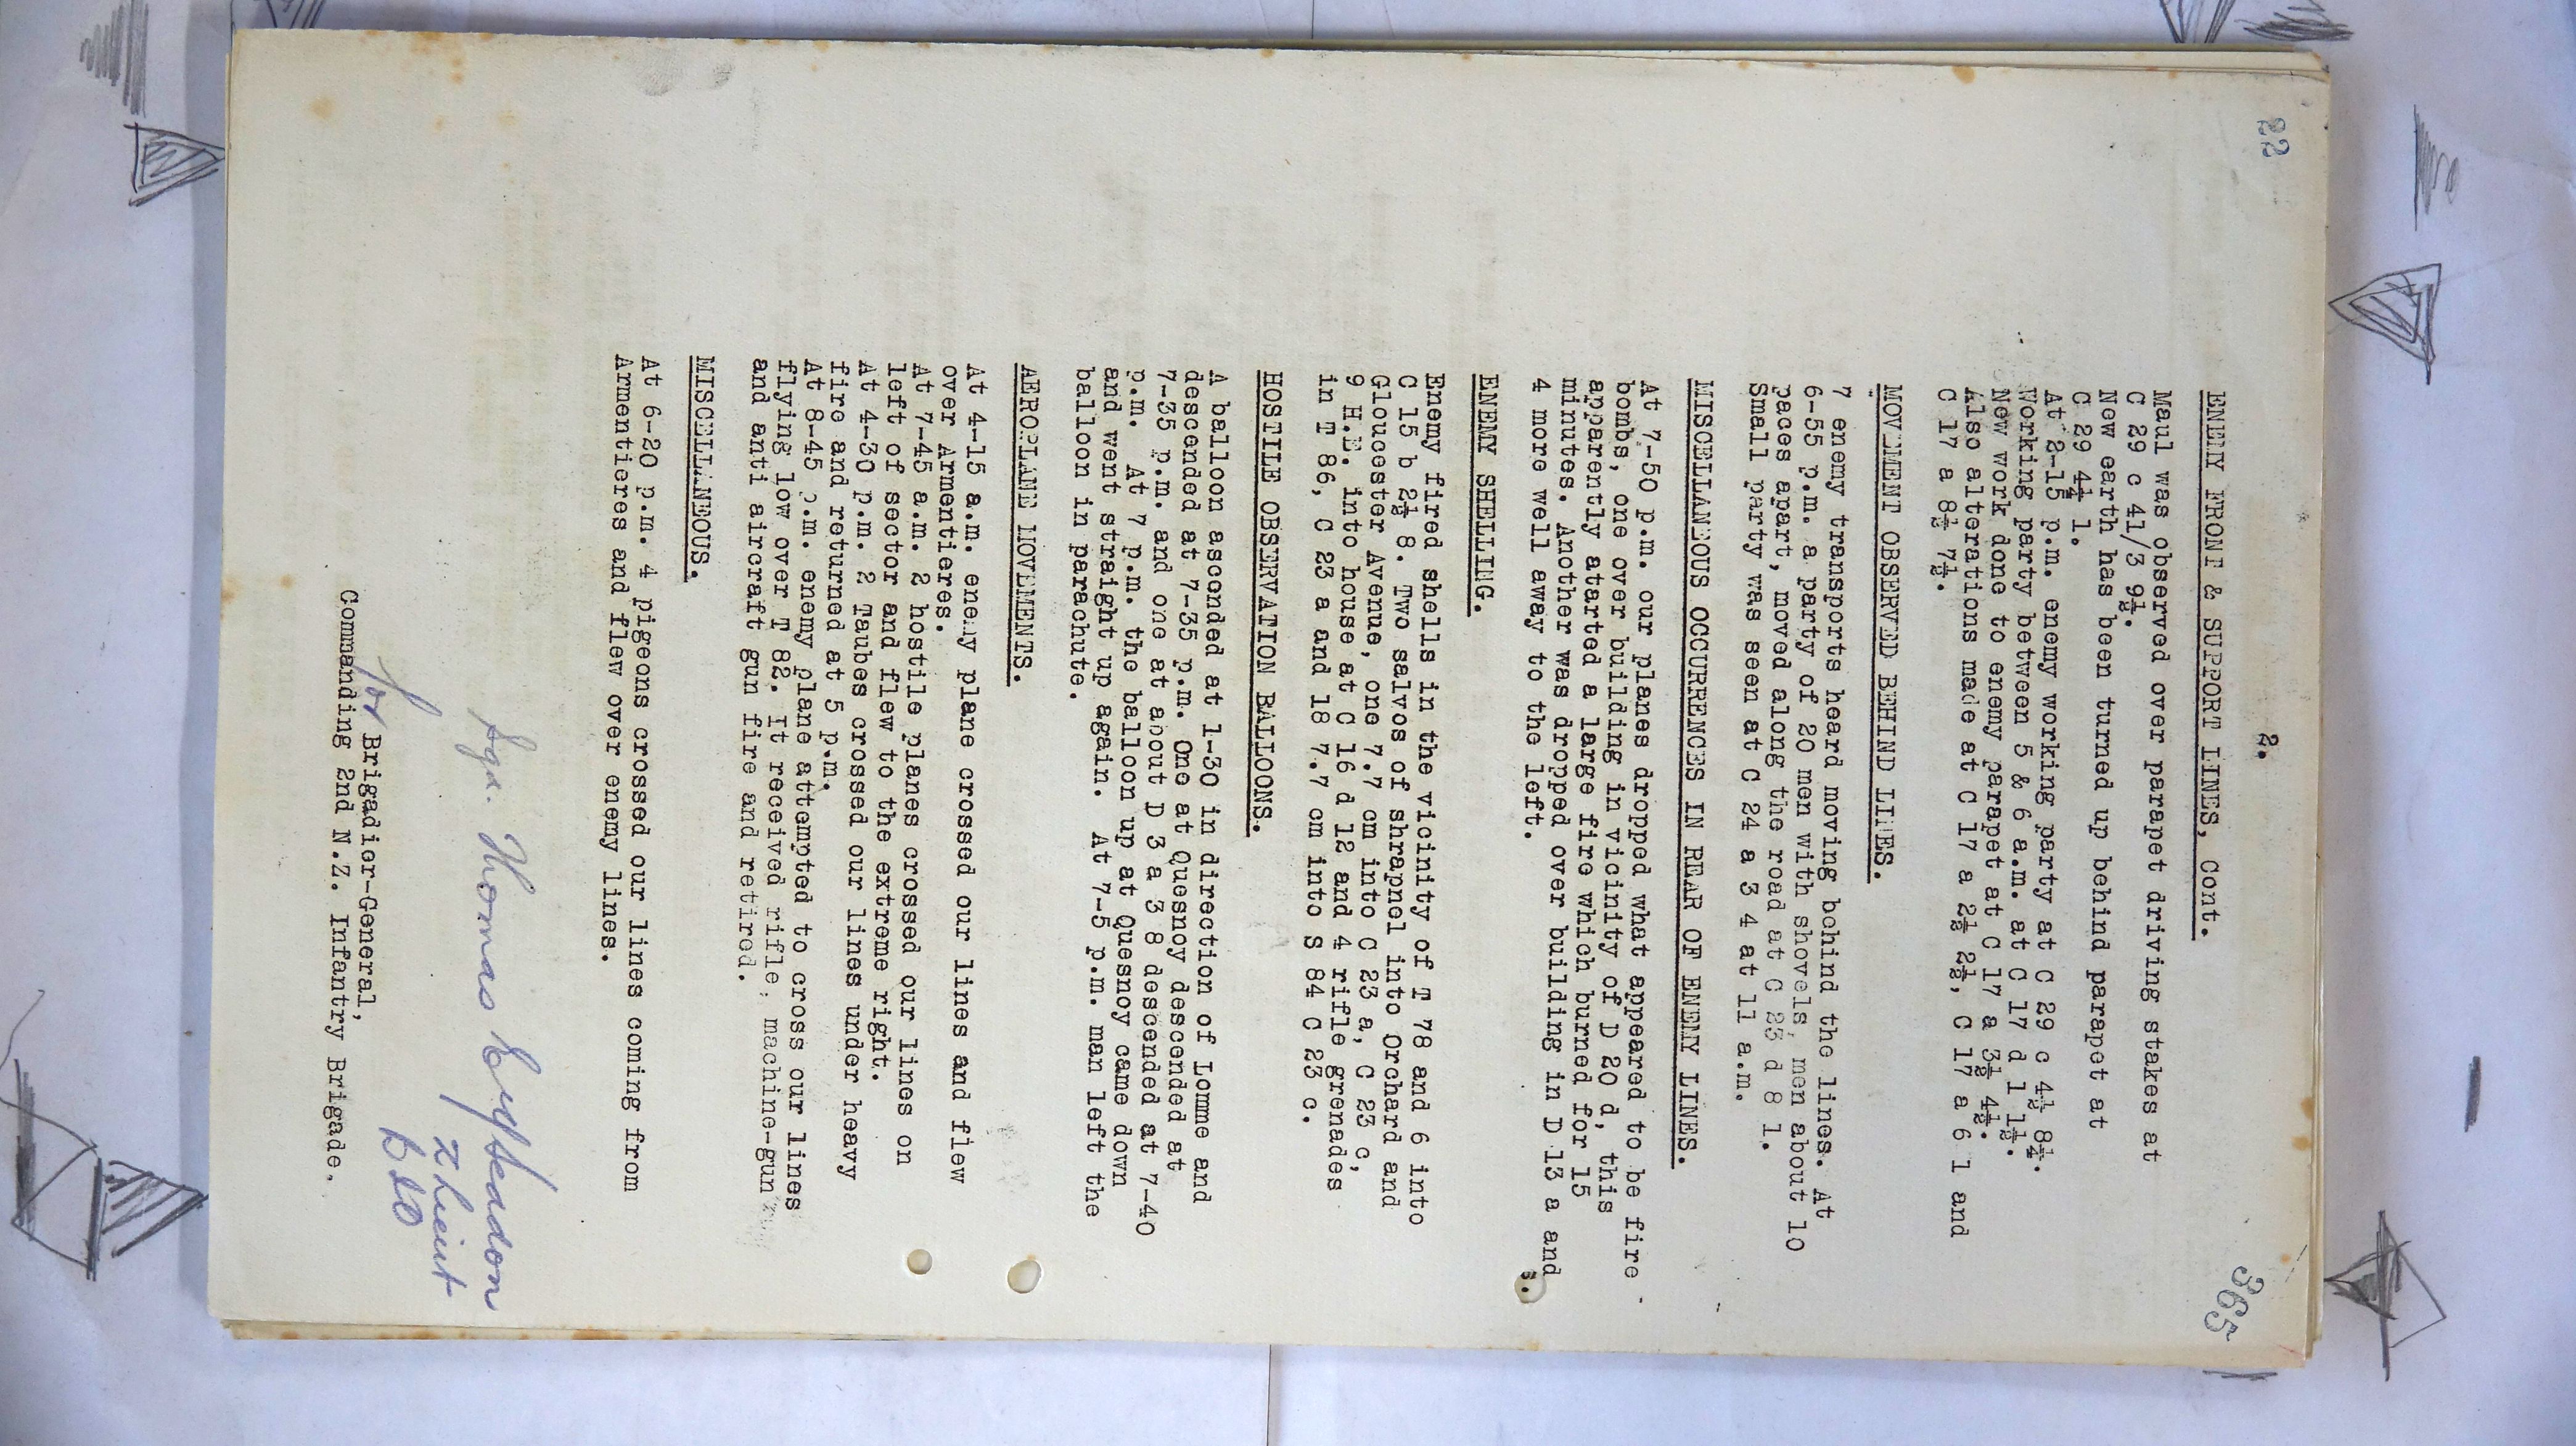 22
365
2.
ENEMY FRONT & SUPPORT LINES, Cont.
Maul was observed over parapet driving stakes at
C 29 c 41/3 9½.
New earth has been turned up behind parapet at
C 29 4¼ 1.
At 2-15 p.m. enemy working party at C 29 c 4½ 8¼.
Working party between 5 & 6 a.m. at C 17 d 1 1½.
New work done to enemy parapet at C 17 a 3½ 4½.
Also alterations made at C 17 a 2½ 2½, C 17 a 6 1 and
C 17 a 8½ 7½.
MOVEMENT OBSERVED BEHIND LINES.
7 enemy transports heard moving behind the lines. At
6-55 p.m. a party of 20 men with shovels, men about 10
paces apart, moved along the road at C 23 d 8 1.
Small party was seen at C 24 a 3 4 at 11 a.m.
MISCELLANEOUS OCCURRENCES IN REAR OF ENEMY LINES.
At 7-50 p.m. our planes dropped what appeared to be fire
bombs, one over building in vicinity of D 20 d, this
apparently started a large fire which burned for 15
minutes. Another was dropped over building in D 13 a and
4 more well away to the left.
ENEMY SHELLING.
Enemy fired shells in the vicinity of T 78 and 6 into
C 15 b 2½ 8. Two salvos of shrapnel into Orchard and
Gloucester Avenue, one 7.7 cm into C 23 a, C 23 c,
9 H.E. into house at C 16 d 12 and 4 rifle grenades
in T 86, C 23 a and 18 7.7 cm into S 84 C 23 c.
HOSTILE OBSERVATION BALLOONS.
A balloon ascended at 1-30 in direction of Lomme and
descended at 7-35 p.m. One at Quesnoy descended at
7-35 p.m. and one at about D 3 a 3 8 descended at 7-40
p.m. At 7 p.m. the balloon up at Quesnoy came down
and went straight up again. At 7-5 p.m. man left the
balloon in parachute.
AEROPLANE MOVEMENTS.
At 4-15 a.m. enemy plane crossed our lines and flew
over Armentieres.
At 7-45 a.m. 2 hostile planes crossed our lines on
left of sector and flew to the extreme right.
At 4-30 p.m. 2 Taubes crossed our lines under heavy
fire and returned at 5 p.m.
At 8-45 p.m. enemy plane attempted to cross our lines
flying low over T 82. It received rifle, machine-gun
and anti aircraft gun fire and retired.
MISCELLANEOUS.
At 6-20 p.m. 4 pigeons crossed our lines coming from
Armentieres and flew over enemy lines.
Thomas
for Brigadier-General,
Commanding 2nd N.Z. Infantry Brigade.